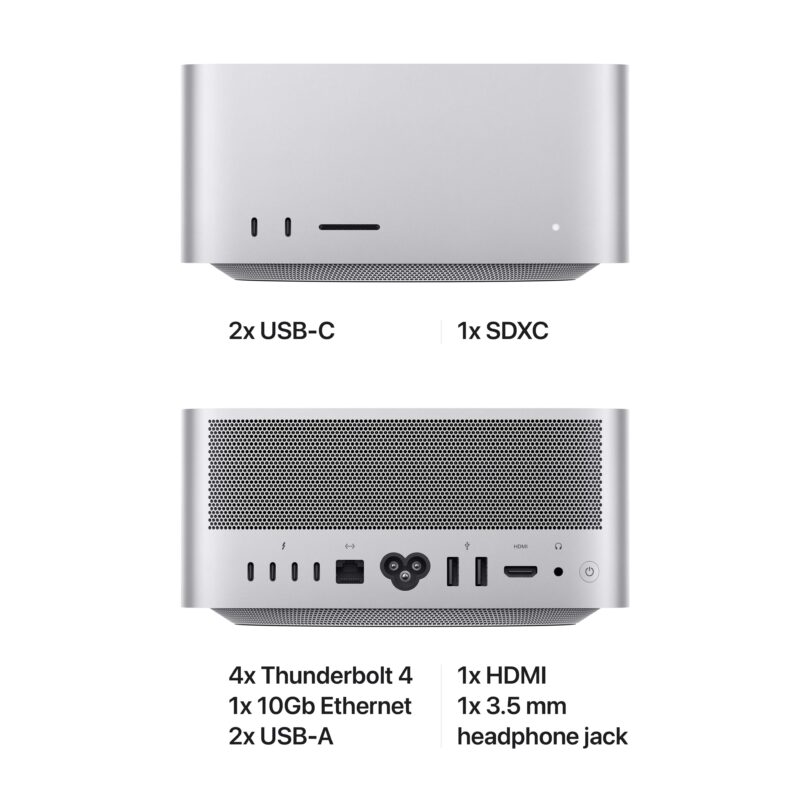 2x USB-C
1x SDXC
HDMI
4x Thunderbolt 4
1x 10Gb Ethernet
2x USB-A
1x HDMI
1x 3.5 mm
headphone jack